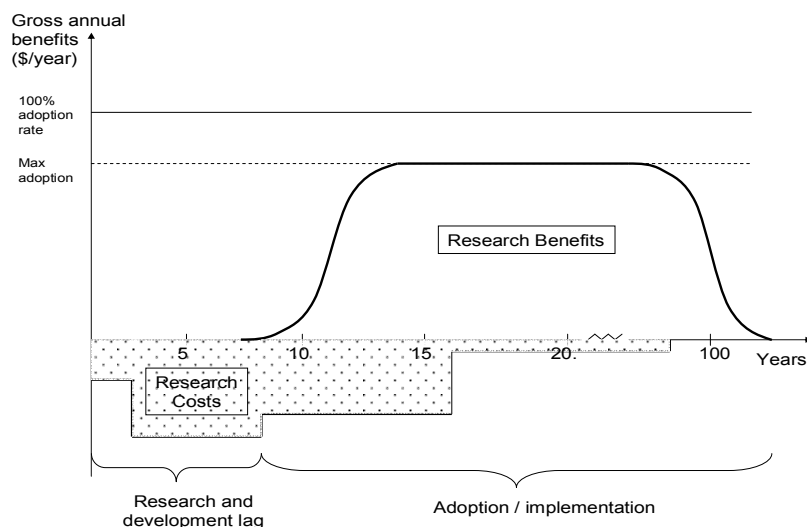 Gross annual
benefits
($/year)
100%
adoption
rate
Max
adoption
Research Benefits
5.
10.
15.
20.
100
Years
Research
Costs
Research and
development lag
Adoption / implementation